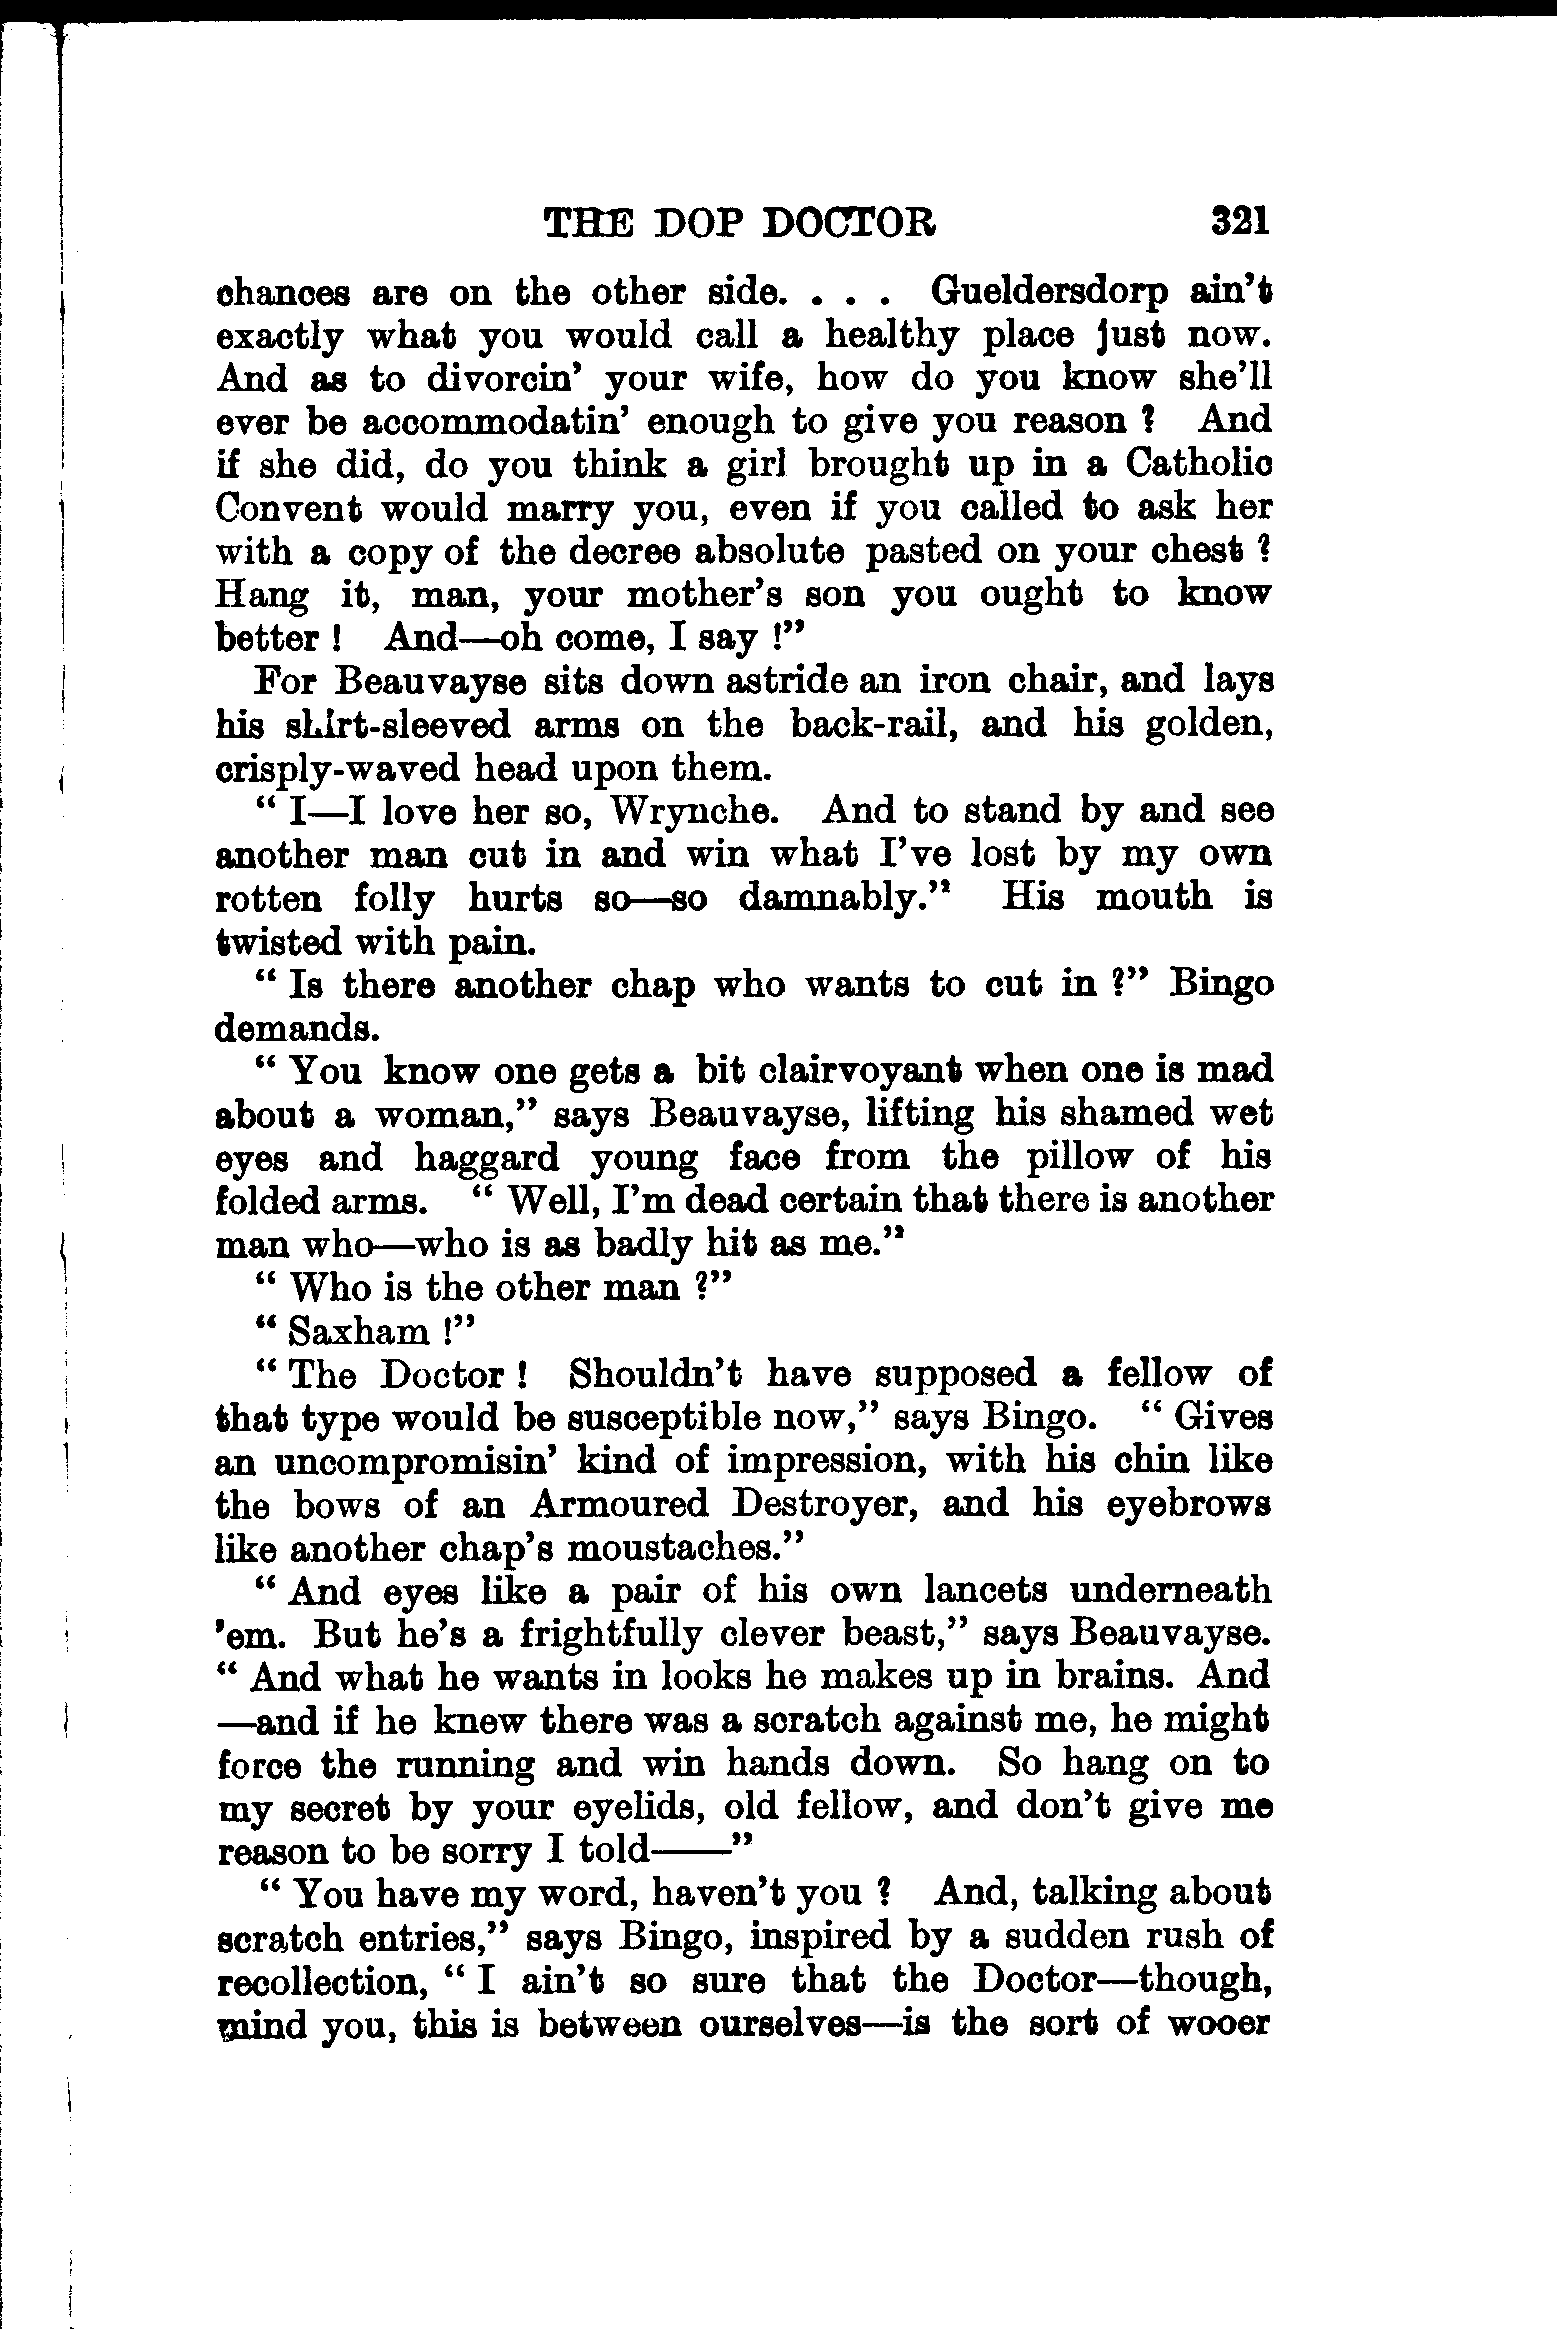 THE DOP DOCTOR 321
chances are on the other side. . . . Gueldersdorp ain't
exactly what you would call a healthy place just now.
And as to divorcin' your wife, how do you know she'll
ever be accommodatin' enough to give you reason ? And
if she did, do you think a girl brought up in a Catholic
Convent would marry you, even if you called to ask her
with a copy of the decree absolute pasted on your chest ?
Hang it, man, your mother's son you ought to know
better ! And—oh come, I say !"
For Beauvayse sits down astride an iron chair, and lays
his shirt-sleeved arms on the back-rail, and his golden,
crisply-waved head upon them.
" I—I love her so, Wrynche. And to stand by and see
another man cut in and win what I've lost by my own
rotten folly hurts so—so damnably." His mouth is
twisted with pain.
" Is there another chap who wants to cut in ?" Bingo
demands.
" You know one gets a bit clairvoyant when one is mad
about a woman," says Beauvayse, lifting his shamed wet
eyes and haggard young face from the pillow of his
folded arms. " Well, I'm dead certain that there is another
man who—who is as badly hit as me."
" Who is the other man ?"
" Saxham !"
" The Doctor ! Shouldn't have supposed a fellow of
that type would be susceptible now," says Bingo. " Gives
an uncompromisin' kind of impression, with his chin like
the bows of an Armoured Destroyer, and his eyebrows
like another chap's moustaches."
" And eyes like a pair of his own lancets underneath
'em. But he's a frightfully clever beast," says Beauvayse.
" And what he wants in looks he makes up in brains. And
—and if he knew there was a scratch against me, he might
force the running and win hands down. So hang on to
my secret by your eyelids, old fellow, and don't give me
reason to be sorry I told——"
" You have my word, haven't you ? And, talking about
scratch entries," says Bingo, inspired by a sudden rush of
recollection, " I ain't so sure that the Doctor—though,
mind you, this is between ourselves—is the sort of wooer